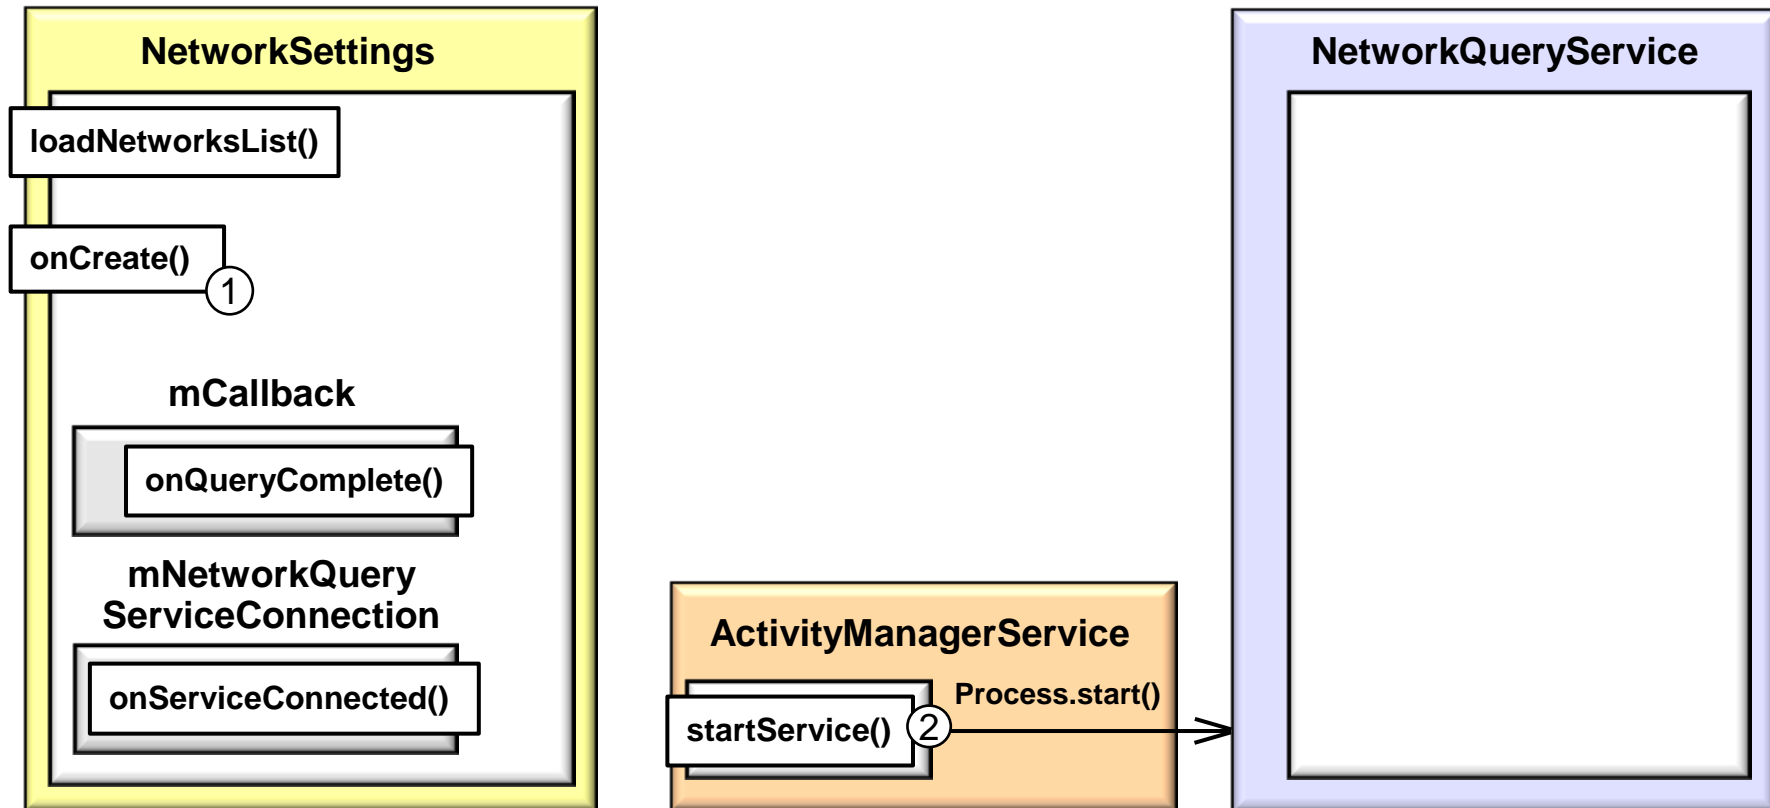 NetworkSettings
loadNetworksList()
onCreate()
1
mCallback
onQueryComplete()
mNetworkQuery
ServiceConnection
onServiceConnected()
ActivityManagerService
startService()
2
Process.start()
NetworkQueryService